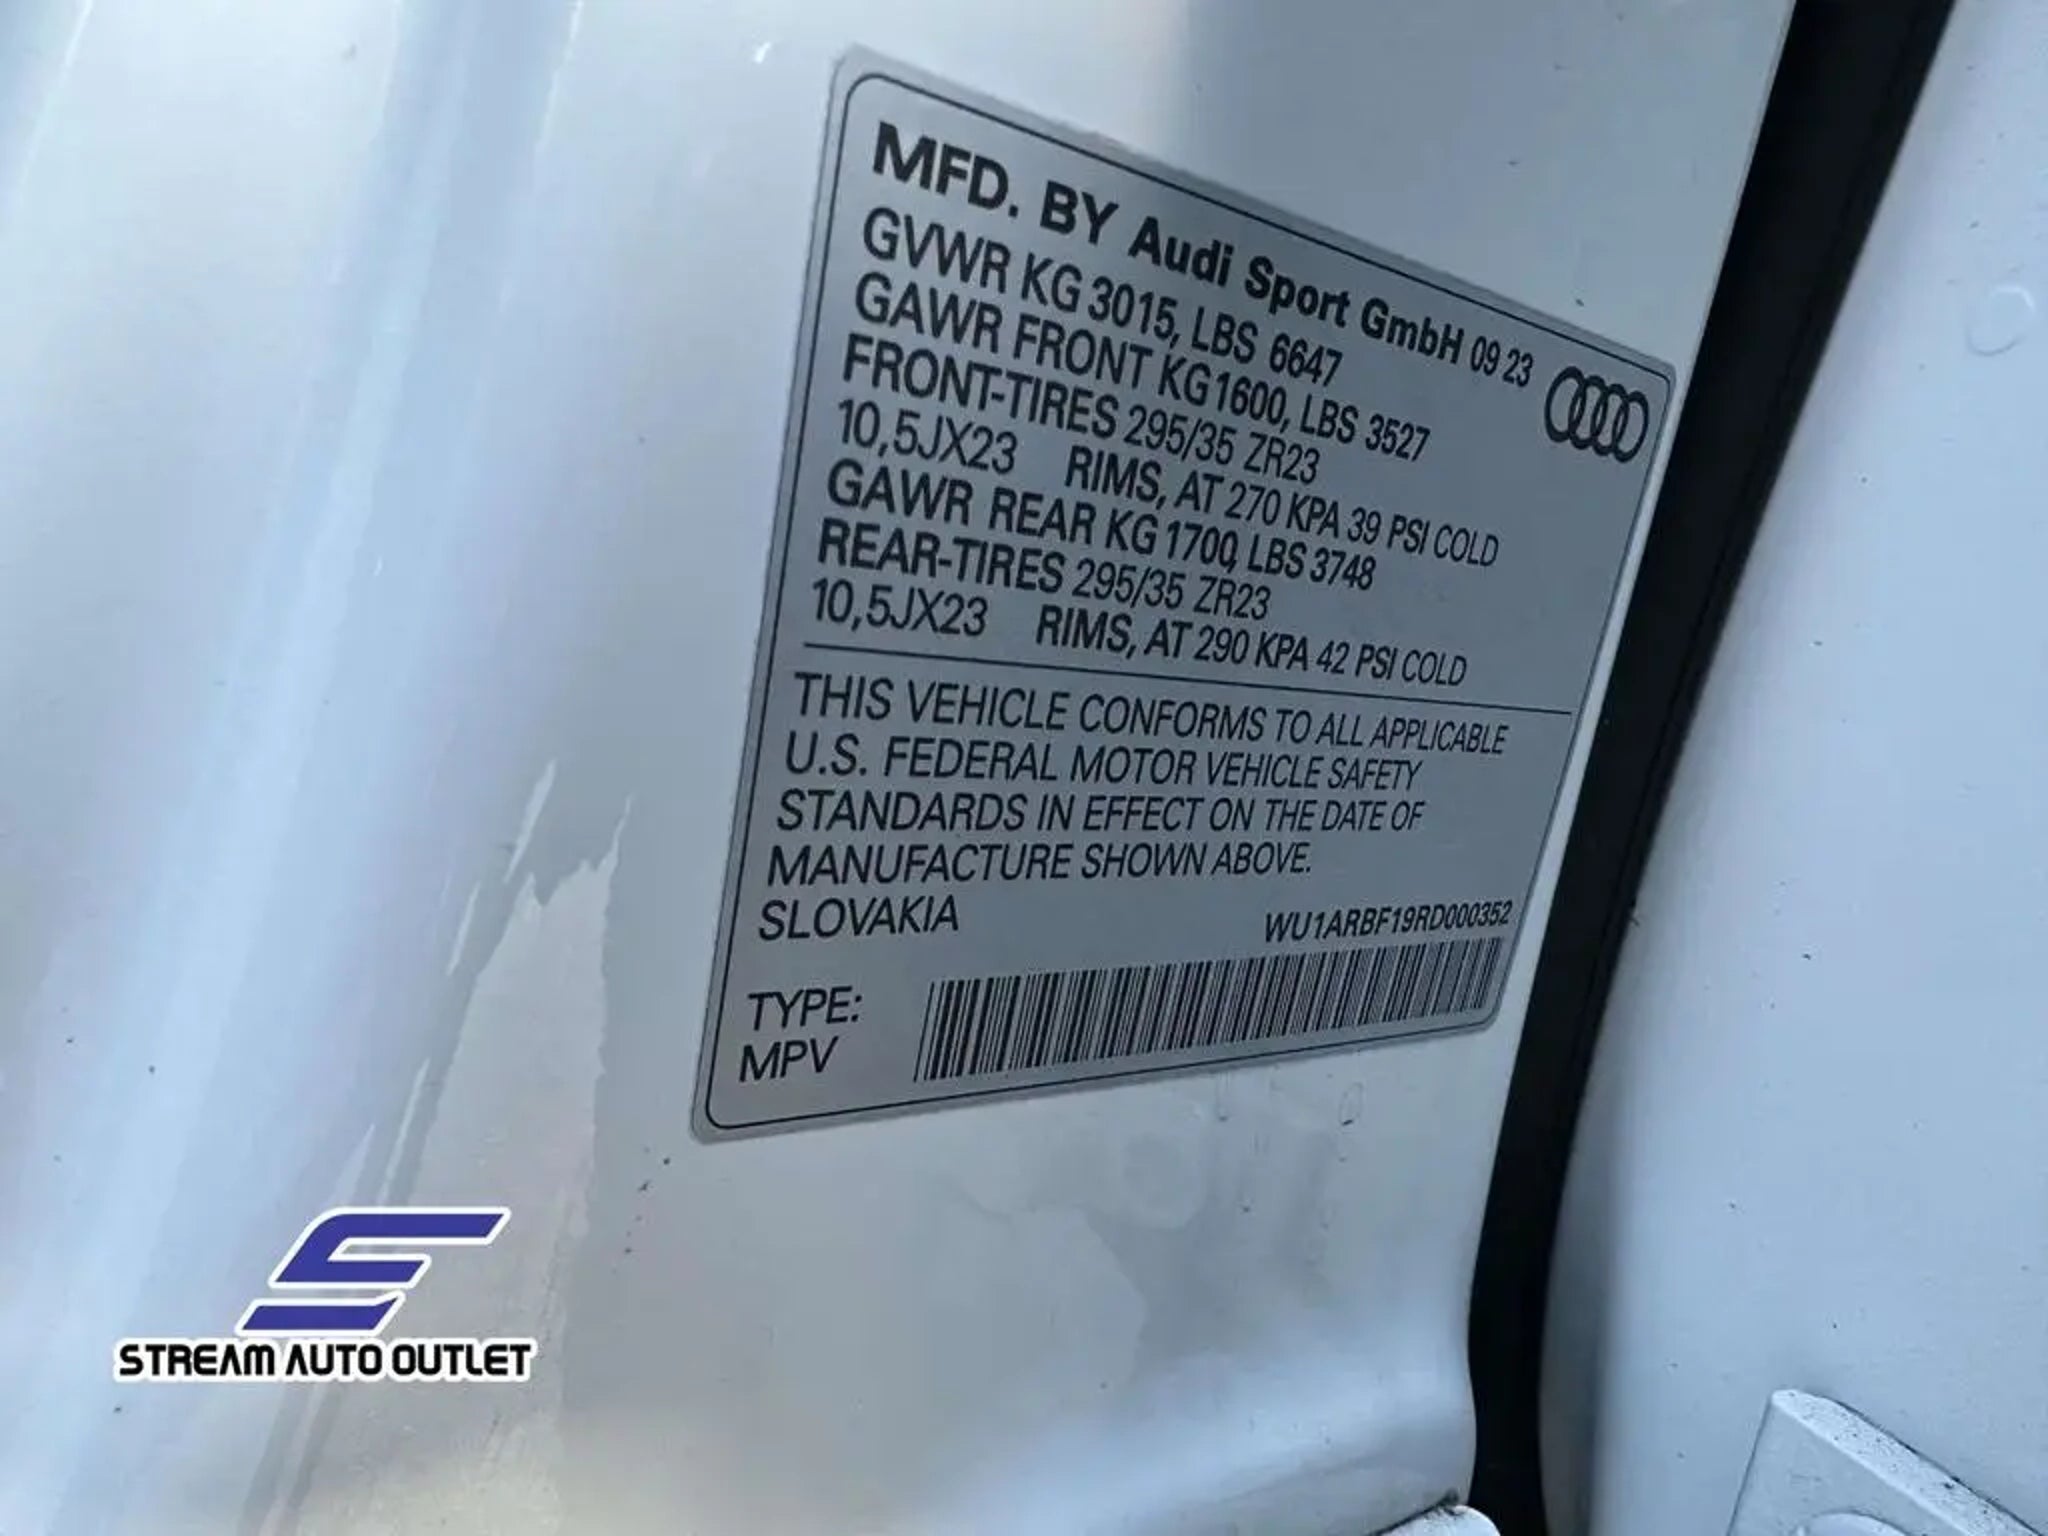 MFD. BY Audi Sport GmbH 09 23
GVWR KG 3015, LBS 6647
GAWR FRONT KG 1600, LBS 3527
FRONT-TIRES 295/35 ZR23
10,5JX23 RIMS, AT 270 KPA 39 PSI COLD
GAWR REAR KG 1700, LBS 3748
REAR-TIRES 295/35 ZR23
10,5JX23 RIMS, AT 290 KPA 42 PSI COLD
THIS VEHICLE CONFORMS TO ALL APPLICABLE
U.S. FEDERAL MOTOR VEHICLE SAFETY
STANDARDS IN EFFECT ON THE DATE OF
MANUFACTURE SHOWN ABOVE.
SLOVAKIA WU1ARBF19RD000352
TYPE:
MPV
STREAM AUTO OUTLET